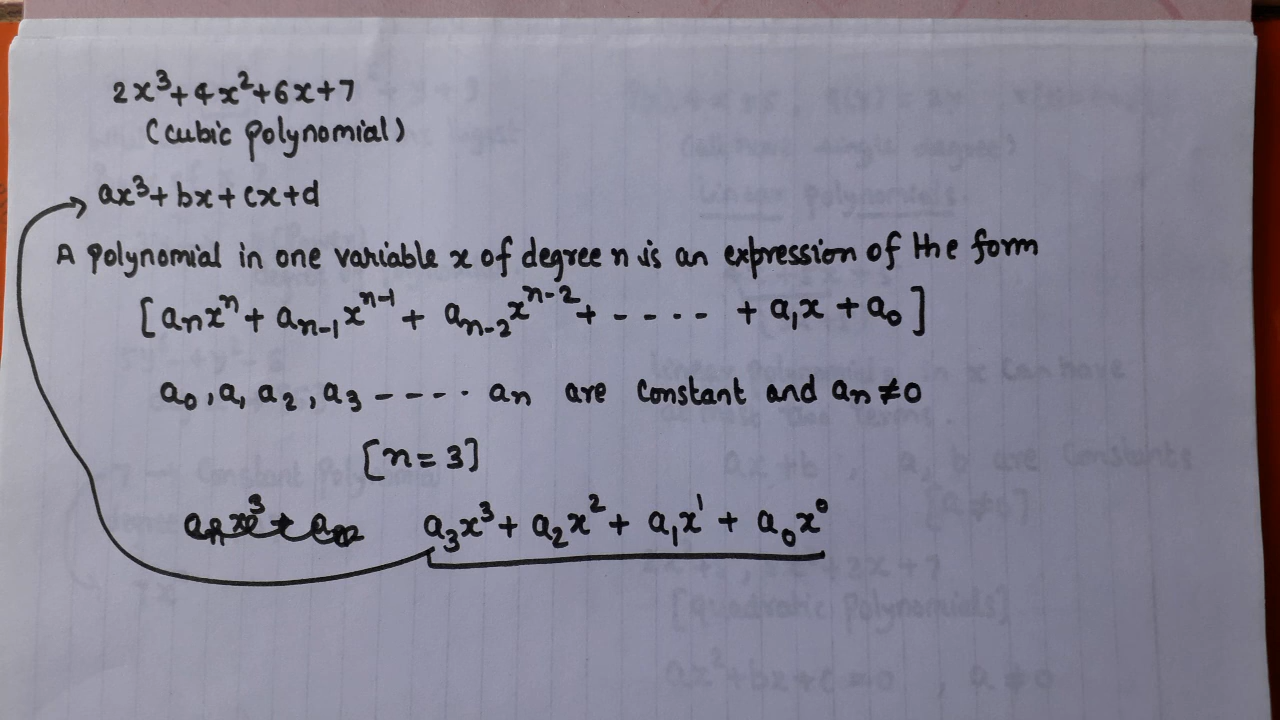 2x³+4x²+6x+7
(cubic polynomial)
ax³+bx+cx+d
A polynomial in one variable x of degree n is an expression of the form
[aₙxⁿ + aₙ₋₁xⁿ⁻¹ + aₙ₋₂xⁿ⁻² + - - - - + a₁x + a₀]
a₀, a₁ a₂, a₃ - - - - aₙ are constant and aₙ≠0
[n=3]
a₃x³ + a₂x² + a₁x¹ + a₀x⁰